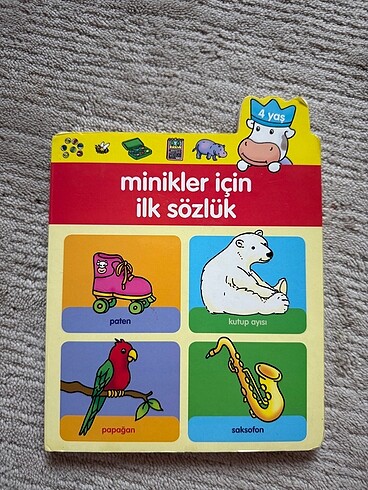 4 yaş
minikler için
ilk sözlük
paten
kutup ayısı
papağan
saksofon